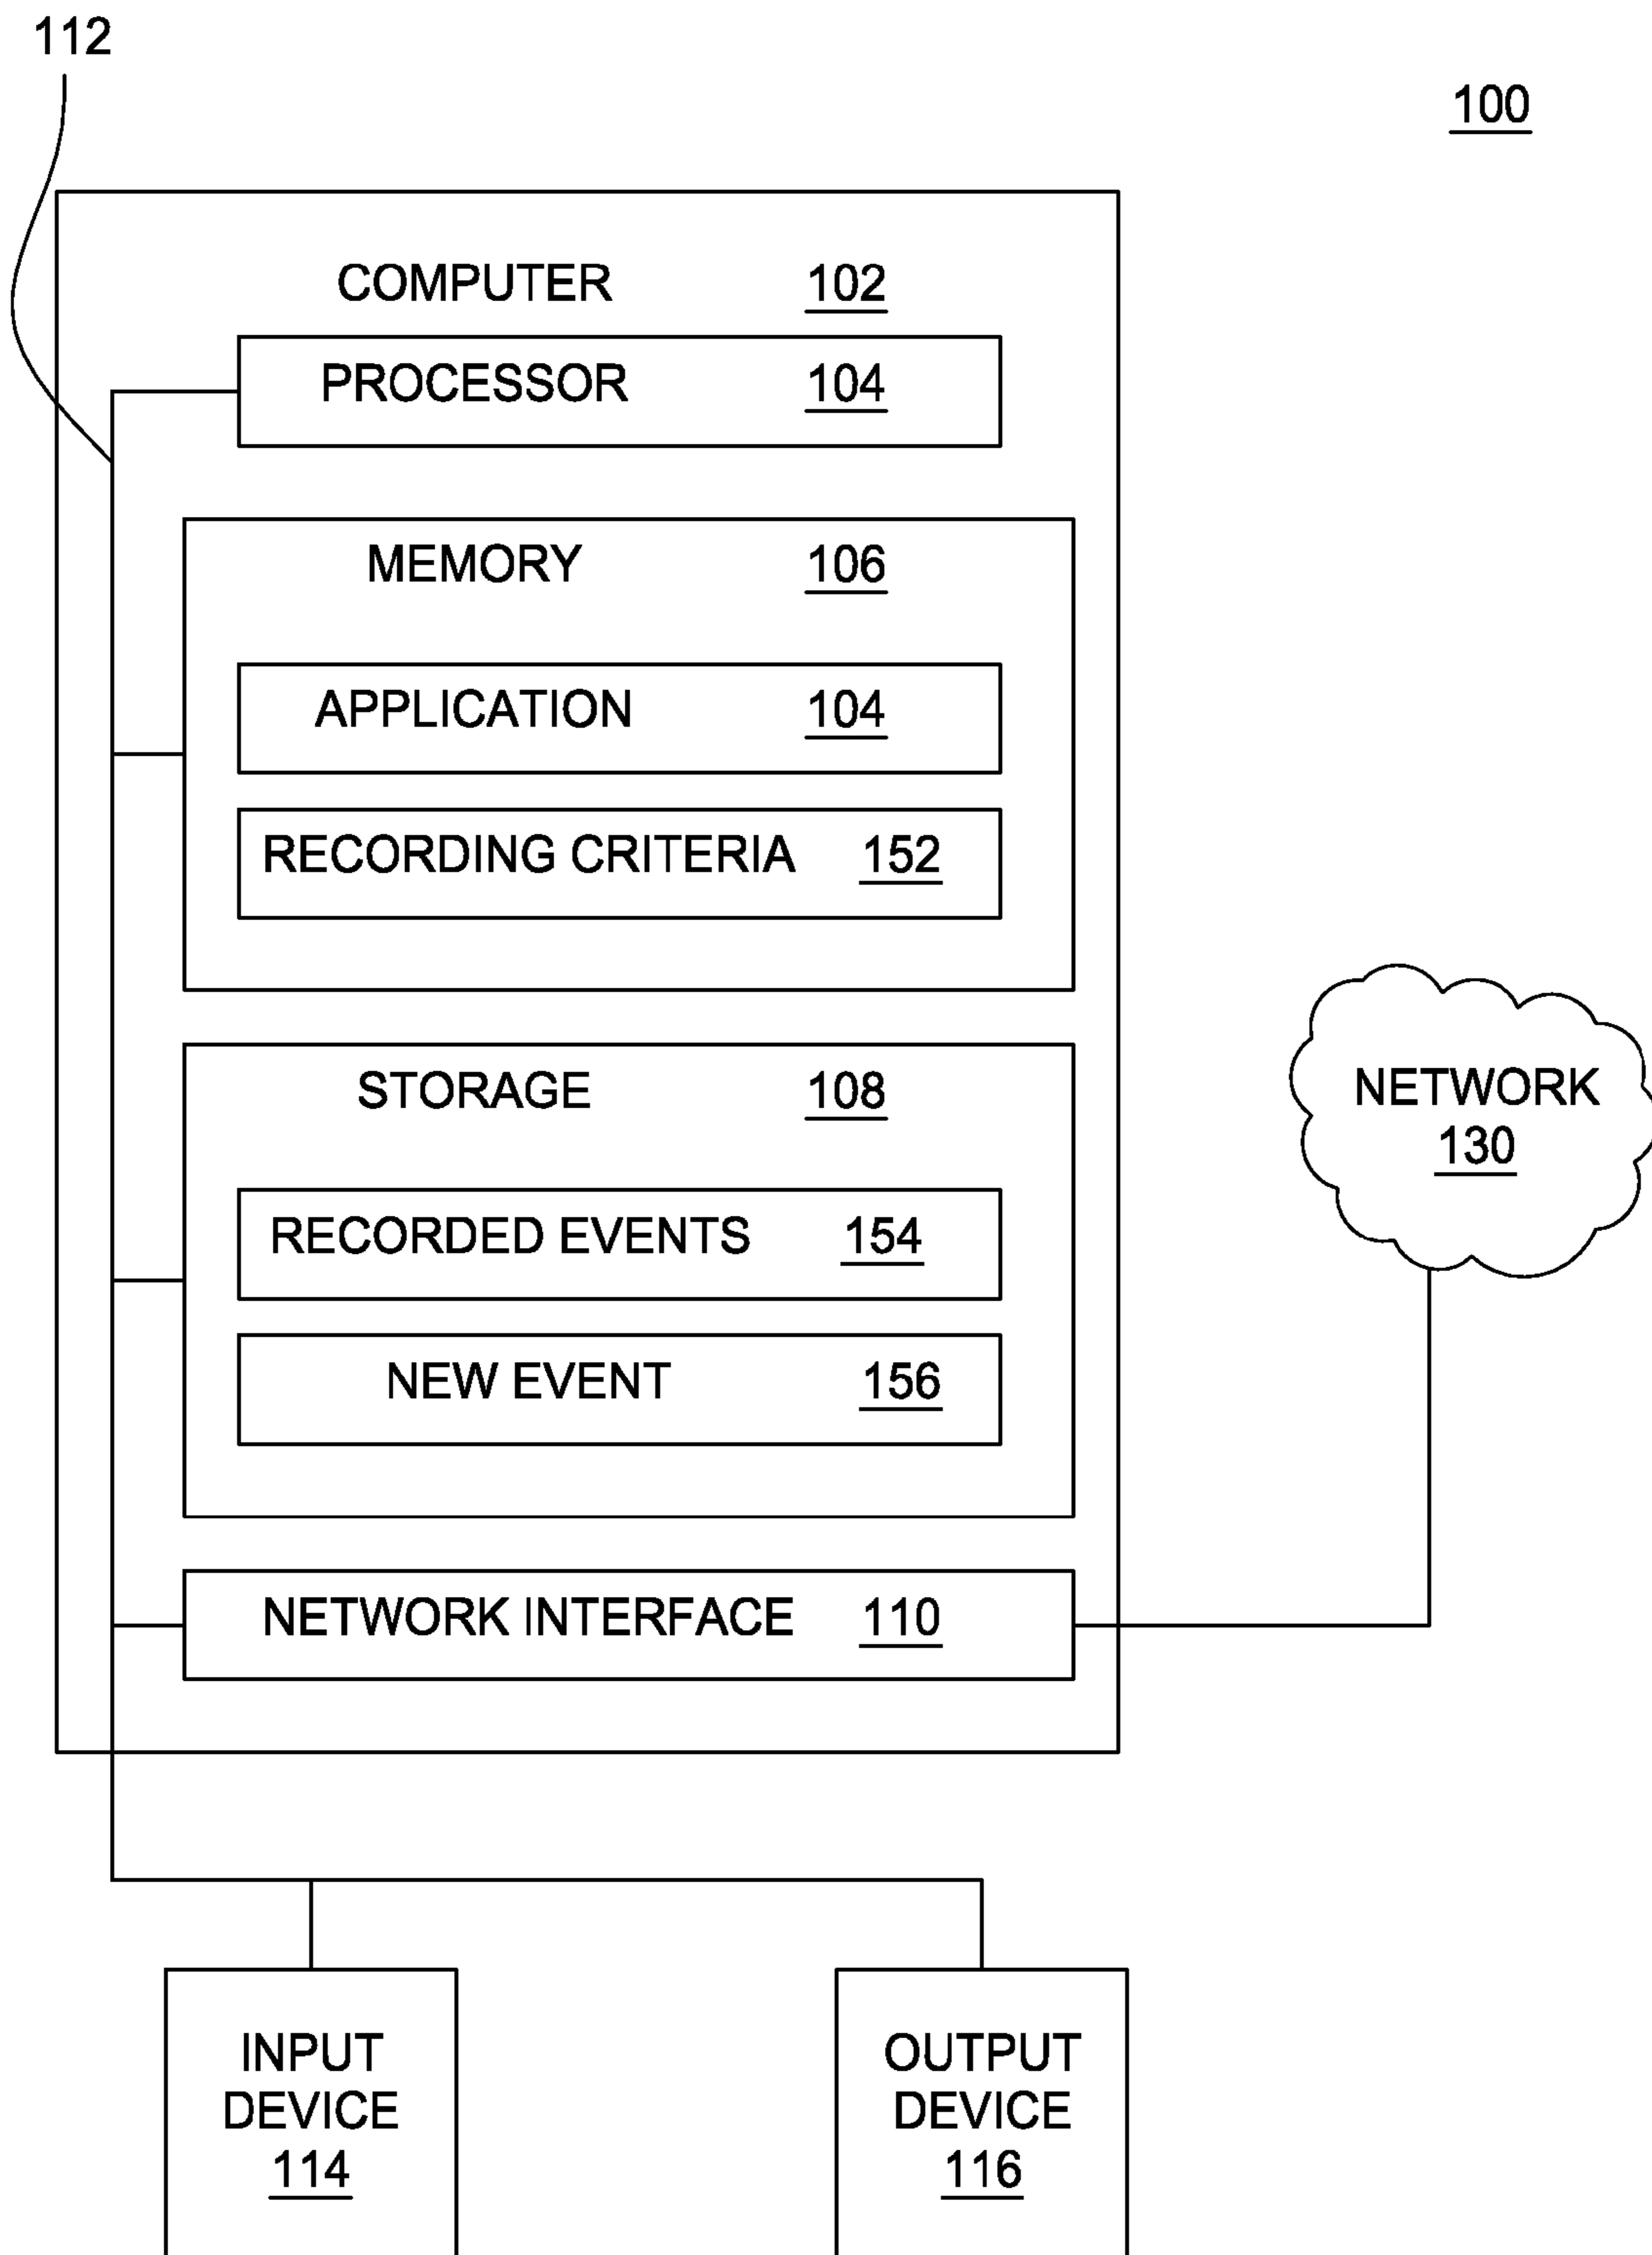 112
100
COMPUTER 102
PROCESSOR 104
MEMORY 106
APPLICATION 104
RECORDING CRITERIA 152
STORAGE 108
RECORDED EVENTS 154
NEW EVENT 156
NETWORK INTERFACE 110
NETWORK
130
INPUT
DEVICE
114
OUTPUT
DEVICE
116